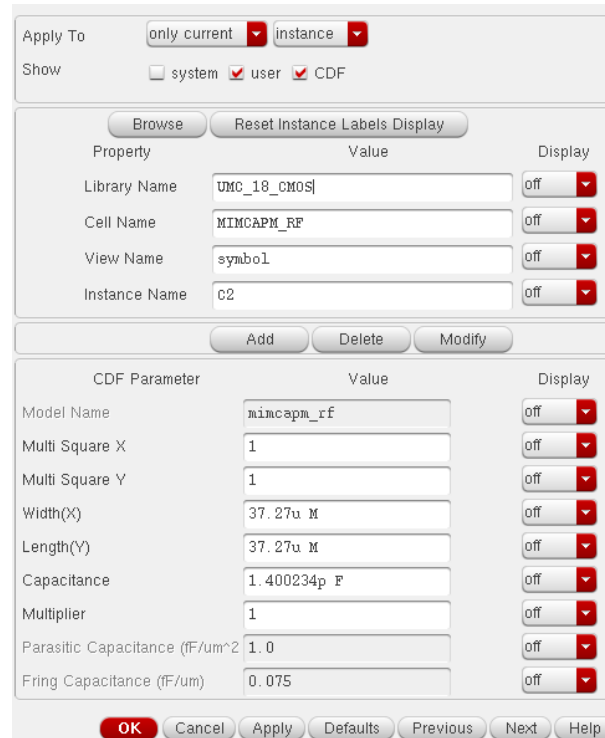 Apply To only current instance
Show system user CDF
Browse Reset Instance Labels Display
Property Value Display
Library Name UMC_18_CMOS off
Cell Name MIMCAPM_RF off
View Name symbol off
Instance Name C2 off
Add Delete Modify
CDF Parameter Value Display
Model Name mimcapm_rf off
Multi Square X 1 off
Multi Square Y 1 off
Width(X) 37.27u M off
Length(Y) 37.27u M off
Capacitance 1.400234p F off
Multiplier 1 off
Parasitic Capacitance (fF/um^2 1.0 off
Fring Capacitance (fF/um) 0.075 off
OK Cancel Apply Defaults Previous Next Help